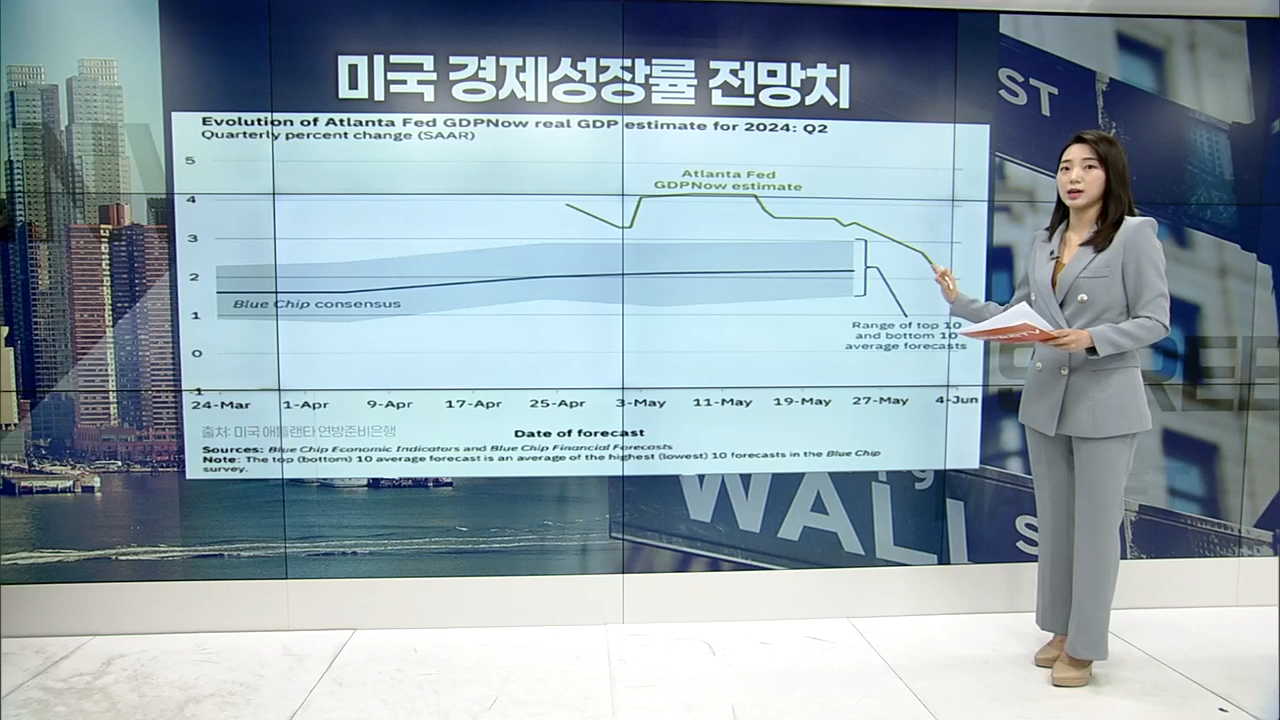 미국 경제성장률 전망치
Evolution of Atlanta Fed GDPNow real GDP estimate for 2024: Q2
Quarterly percent change (SAAR)
5
Atlanta Fed
GDPNow estimate
4
3
2
Blue Chip consensus
1
Range of top 10
and bottom 10
average forecasts
0
1
24-Mar 1-Apr 9-Apr 17-Apr 25-Apr 3-May 11-May 19-May 27-May 4-Jun
출처: 미국 애틀랜타 연방준비은행
Date of forecast
Sources: Blue Chip Economic Indicators and Blue Chip Financial Forecasts
Note: The top (bottom) 10 average forecast is an average of the highest (lowest) 10 forecasts in the Blue Chip
survey.
ST
WALL